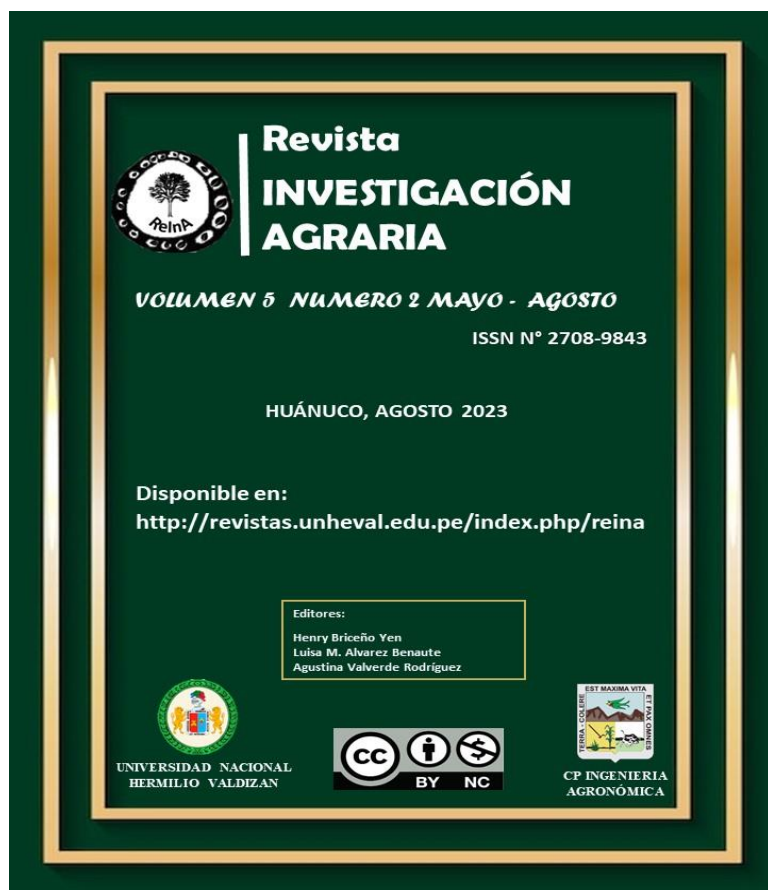 Revista
INVESTIGACIÓN
AGRARIA
ReInA
VOLUMEN 5 NUMERO 2 MAYO - AGOSTO
ISSN N° 2708-9843
HUÁNUCO, AGOSTO 2023
Disponible en:
http://revistas.unheval.edu.pe/index.php/reina
Editores:
Henry Briceño Yen
Luisa M. Alvarez Benaute
Agustina Valverde Rodríguez
UNIVERSIDAD NACIONAL
HERMILIO VALDIZAN
CC
BY NC
EST MAXIMA VITA
TERRA - COLERE
ET PAX OMNES
CP INGENIERIA
AGRONÓMICA